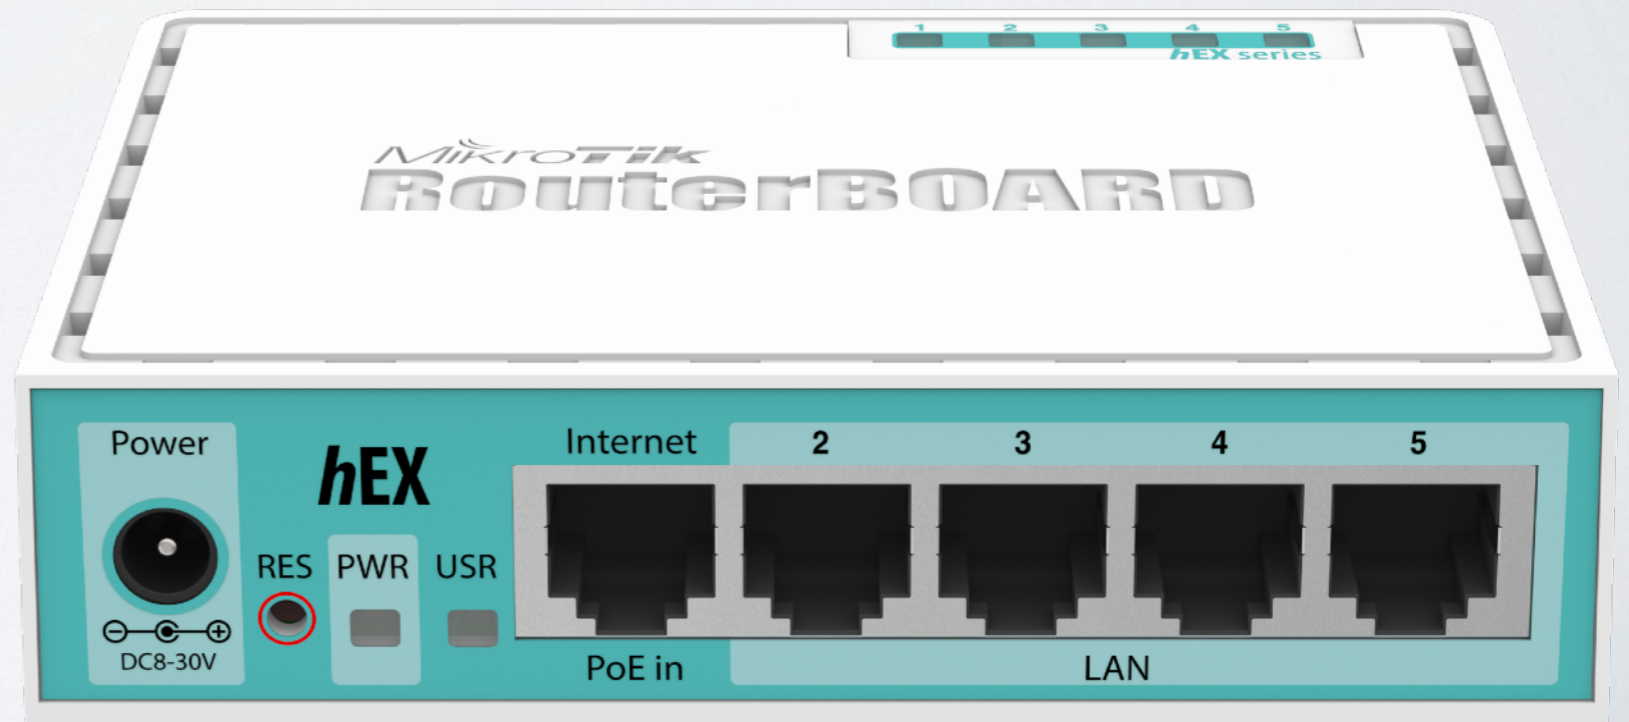 1 2 3 4 5
hEX series
MikroTik
RouterBOARD
Power
hEX
Internet 2 3 4 5
RES PWR USR
DC8-30V
PoE in LAN